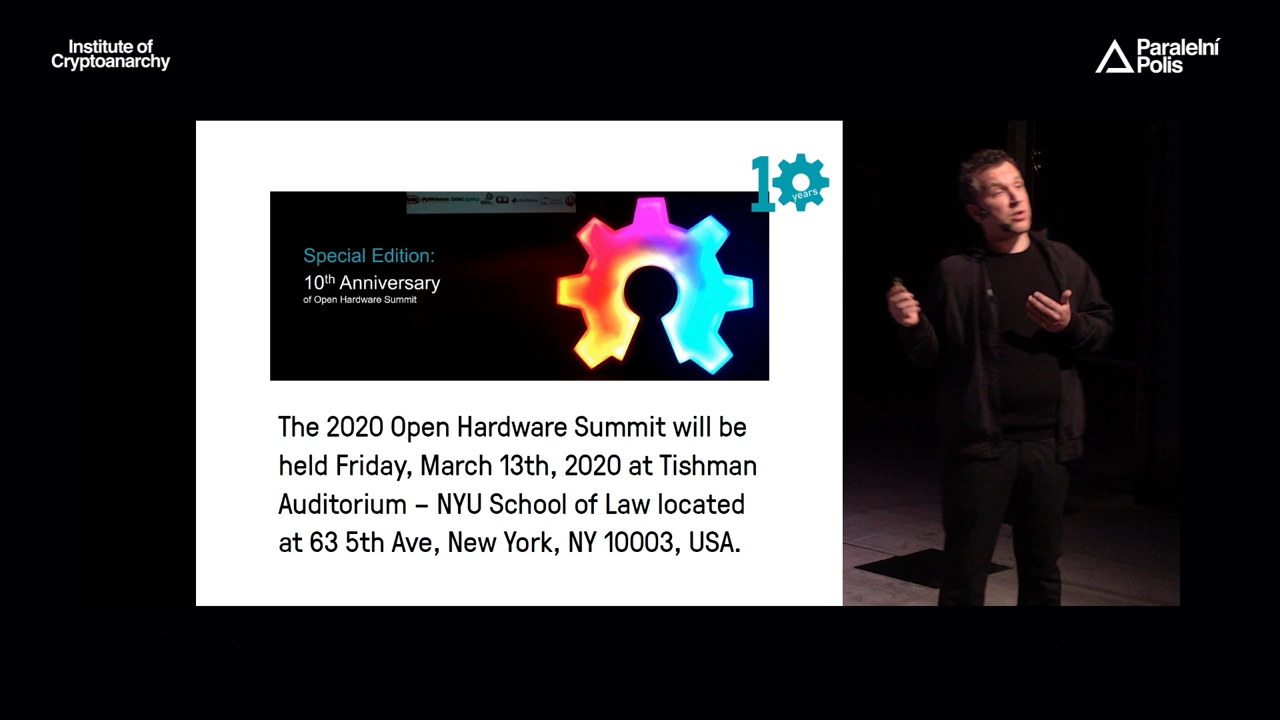 Institute of
Cryptoanarchy
Paralelní
Polis
10
years
Special Edition:
10th Anniversary
of Open Hardware Summit
The 2020 Open Hardware Summit will be
held Friday, March 13th, 2020 at Tishman
Auditorium – NYU School of Law located
at 63 5th Ave, New York, NY 10003, USA.